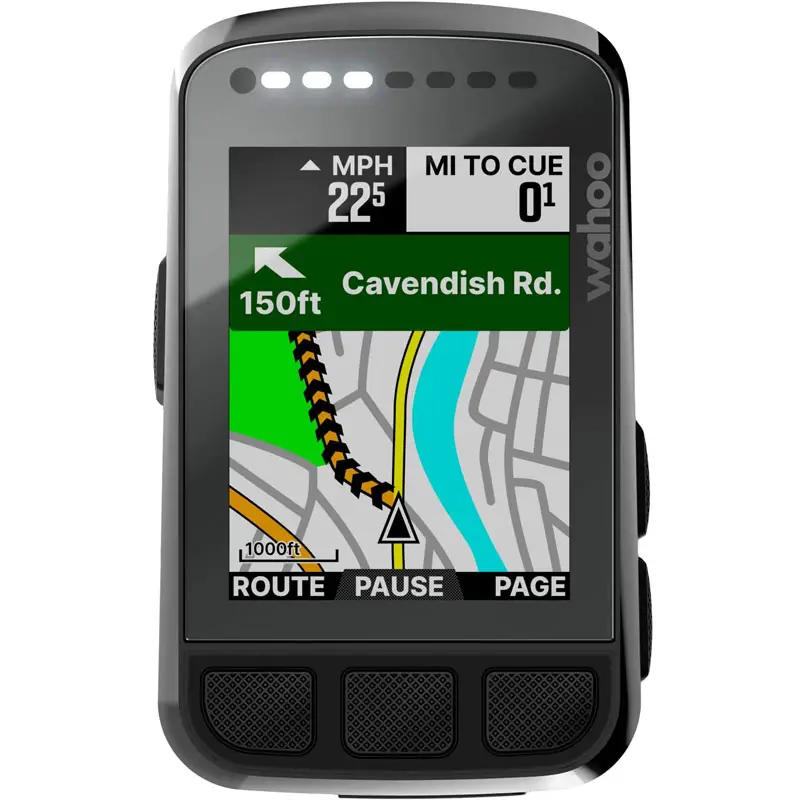 MPH
MI TO CUE
22⁵
0¹
wahoo
150ft
Cavendish Rd.
1000ft
ROUTE
PAUSE
PAGE